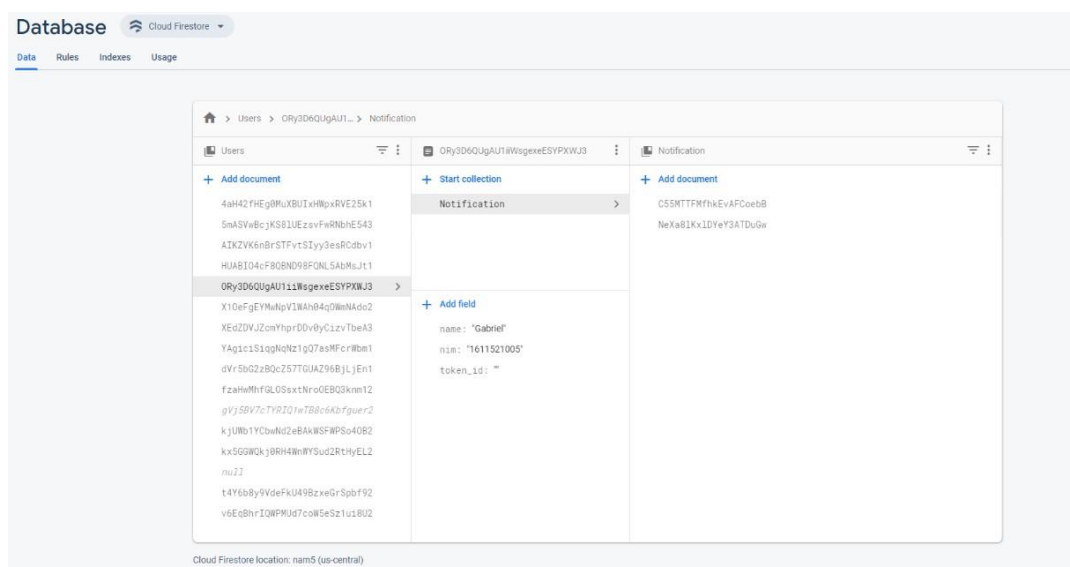 Database Cloud Firestore
Data Rules Indexes Usage
Users > ORy3D6QUgAU1... > Notification
Users
ORy3D6QUgAU1iiWsgexeESYPXWJ3
Notification
+ Add document
4aH42fHEg0MuXBUIxHWpxRVE25k1
5mASVwBcjKS8lUEzsvFwRNbhE543
AIKZVK6nBrSTFvtSIyy3esRCdbv1
HUABIO4cF8QBND98FQNL5AbMsJt1
ORy3D6QUgAU1iiWsgexeESYPXWJ3 >
X1OeFgEYMwNpVlWAh04qOWmNAdo2
XEdZDVJZcmYhprDDv0yCizvTbeA3
YAgiciSiqgNqNz1gQ7asMFcrWbm1
dVr5bG2zBQcZ57TGUAZ96BjLjEn1
fzaHwMhfGLOSsxtNroOEBQ3knm12
gVj5BV7cTYRIQ1wTB8c6Kbfguer2
kjUWb1YCbwNd2eBAkWSFWPSo4OB2
kx5GGWQkj0RH4WnWYSud2RtHyEL2
null
t4Y6b8y9VdeFkU49BzxeGrSpbf92
v6EqBhrIQWPMUd7coW5eSz1ui8U2
+ Start collection
Notification >
+ Add field
name: "Gabriel"
nim: "1611521005"
token_id: ""
+ Add document
C55MTTFMfhkEvAFCoebB
NeXa8lKxlDYeY3ATDuGw
Cloud Firestore location: nam5 (us-central)